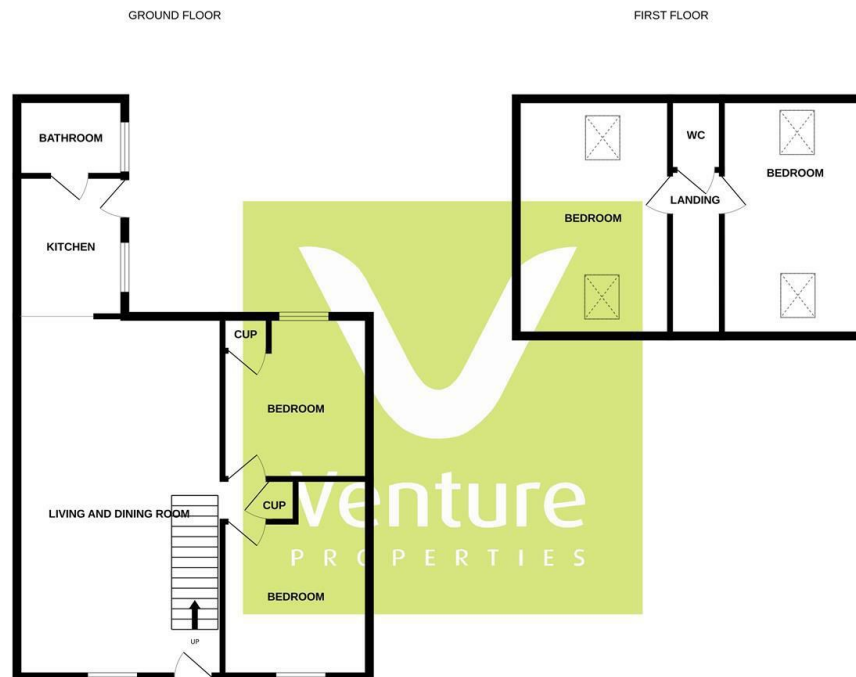 GROUND FLOOR
BATHROOM
KITCHEN
CUP
BEDROOM
LIVING AND DINING ROOM
CUP
BEDROOM
UP
FIRST FLOOR
WC
BEDROOM
LANDING
BEDROOM
Venture
PROPERTIES